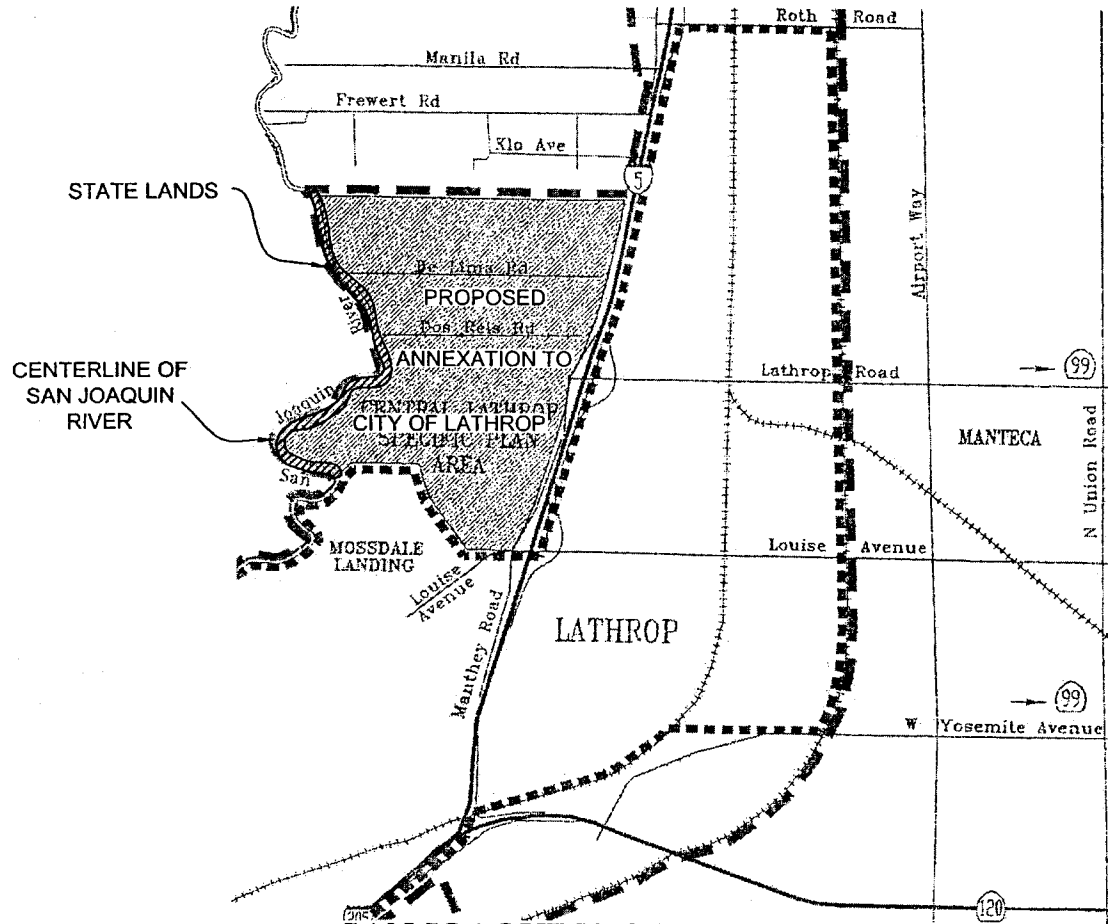 Roth Road
Manila Rd
Frewert Rd
Klo Ave
5
STATE LANDS
Airport Way
De Lima Rd
PROPOSED
River
Dos Reis Rd
ANNEXATION TO
Lathrop Road
99
CENTERLINE OF
SAN JOAQUIN
RIVER
Joaquin
CENTRAL LATHROP
CITY OF LATHROP
SPECIFIC PLAN
AREA
MANTECA
N Union Road
San
MOSSDALE
LANDING
Louise Avenue
Louise
Avenue
Manthey Road
LATHROP
99
W Yosemite Avenue
205
120